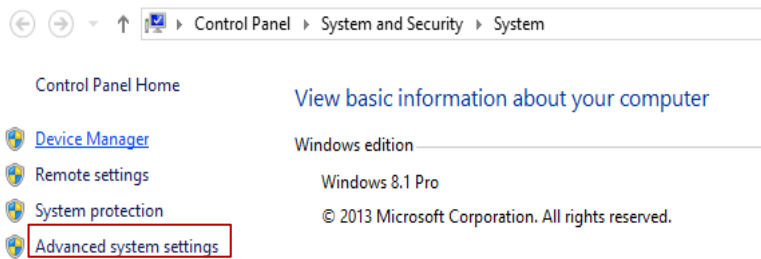 Control Panel System and Security System
Control Panel Home
View basic information about your computer
Device Manager
Windows edition
Remote settings
Windows 8.1 Pro
System protection
© 2013 Microsoft Corporation. All rights reserved.
Advanced system settings